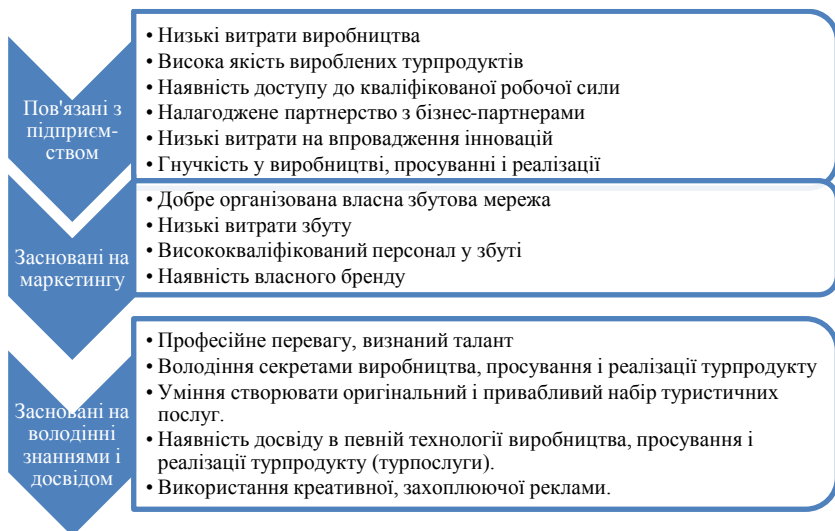 Пов'язані з
підприєм-
ством
• Низькі витрати виробництва
• Висока якість вироблених турпродуктів
• Наявність доступу до кваліфікованої робочої сили
• Налагоджене партнерство з бізнес-партнерами
• Низькі витрати на впровадження інновацій
• Гнучкість у виробництві, просуванні і реалізації
Засновані на
маркетингу
• Добре організована власна збутова мережа
• Низькі витрати збуту
• Висококваліфікований персонал у збуті
• Наявність власного бренду
Засновані на
володінні
знаннями і
досвідом
• Професійне перевагу, визнаний талант
• Володіння секретами виробництва, просування і реалізації турпродукту
• Уміння створювати оригінальний і привабливий набір туристичних
послуг.
• Наявність досвіду в певній технології виробництва, просування і
реалізації турпродукту (турпослуги).
• Використання креативної, захоплюючої реклами.